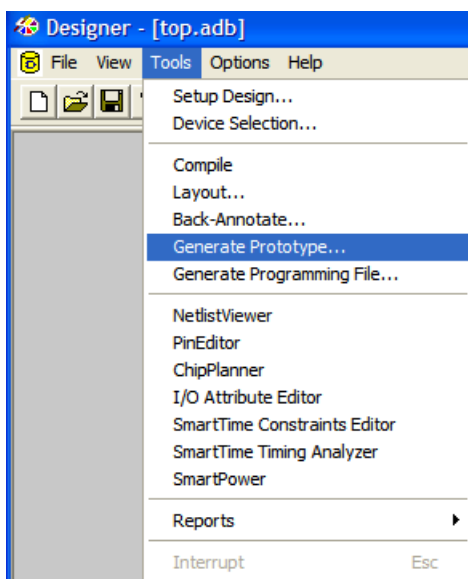 Designer - [top.adb]
File View Tools Options Help
Setup Design...
Device Selection...
Compile
Layout...
Back-Annotate...
Generate Prototype...
Generate Programming File...
NetlistViewer
PinEditor
ChipPlanner
I/O Attribute Editor
SmartTime Constraints Editor
SmartTime Timing Analyzer
SmartPower
Reports
Interrupt Esc